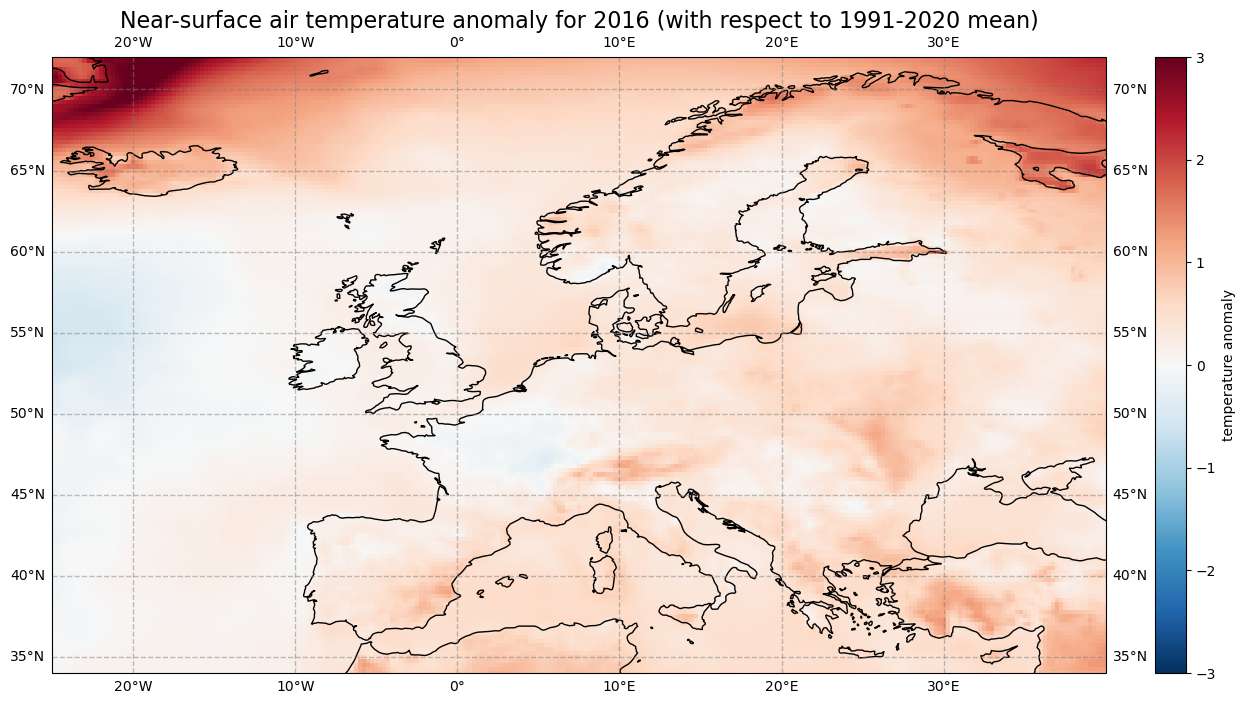 Near-surface air temperature anomaly for 2016 (with respect to 1991-2020 mean)
20°W 10°W 0° 10°E 20°E 30°E
70°N 70°N
65°N 65°N
60°N 60°N
55°N 55°N
50°N 50°N
45°N 45°N
40°N 40°N
35°N 35°N
20°W 10°W 0° 10°E 20°E 30°E
3
2
1
0
−1
−2
−3
temperature anomaly